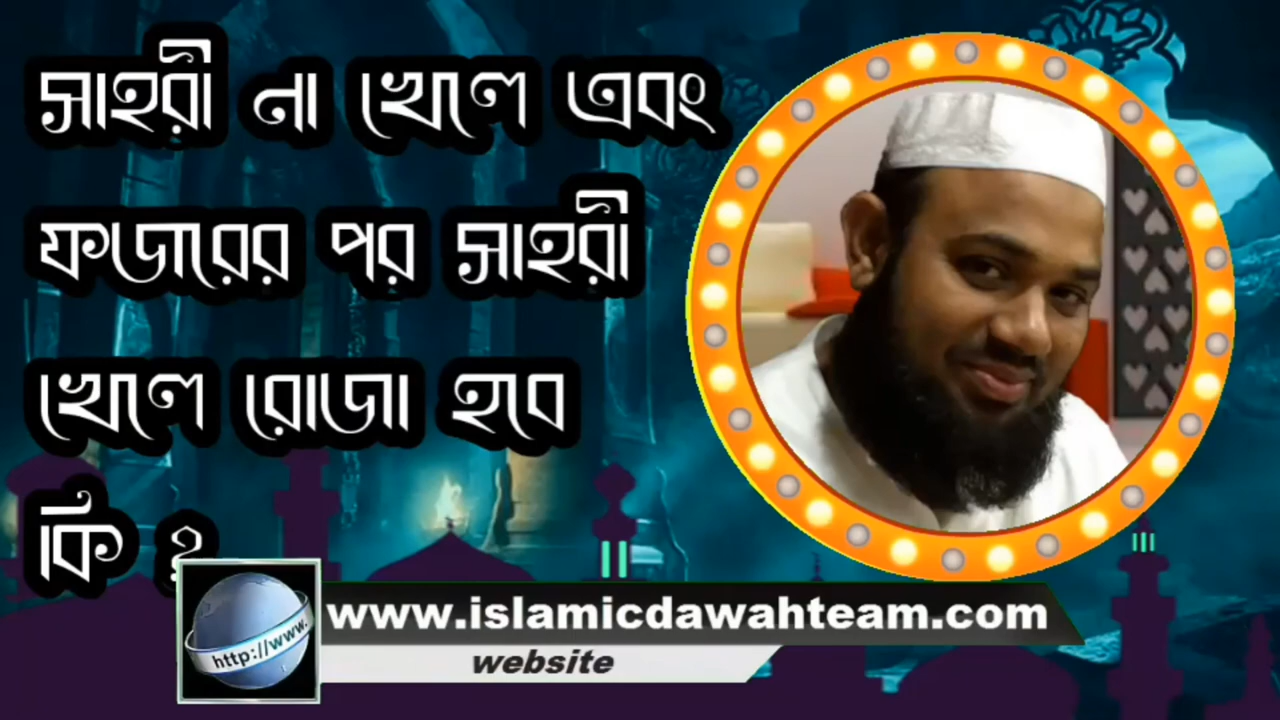 সাহরী না খেলে এবং
ফজরের পর সাহরী
খেলে রোজা হবে
কি ?
www.islamicdawahteam.com
http://www.
website